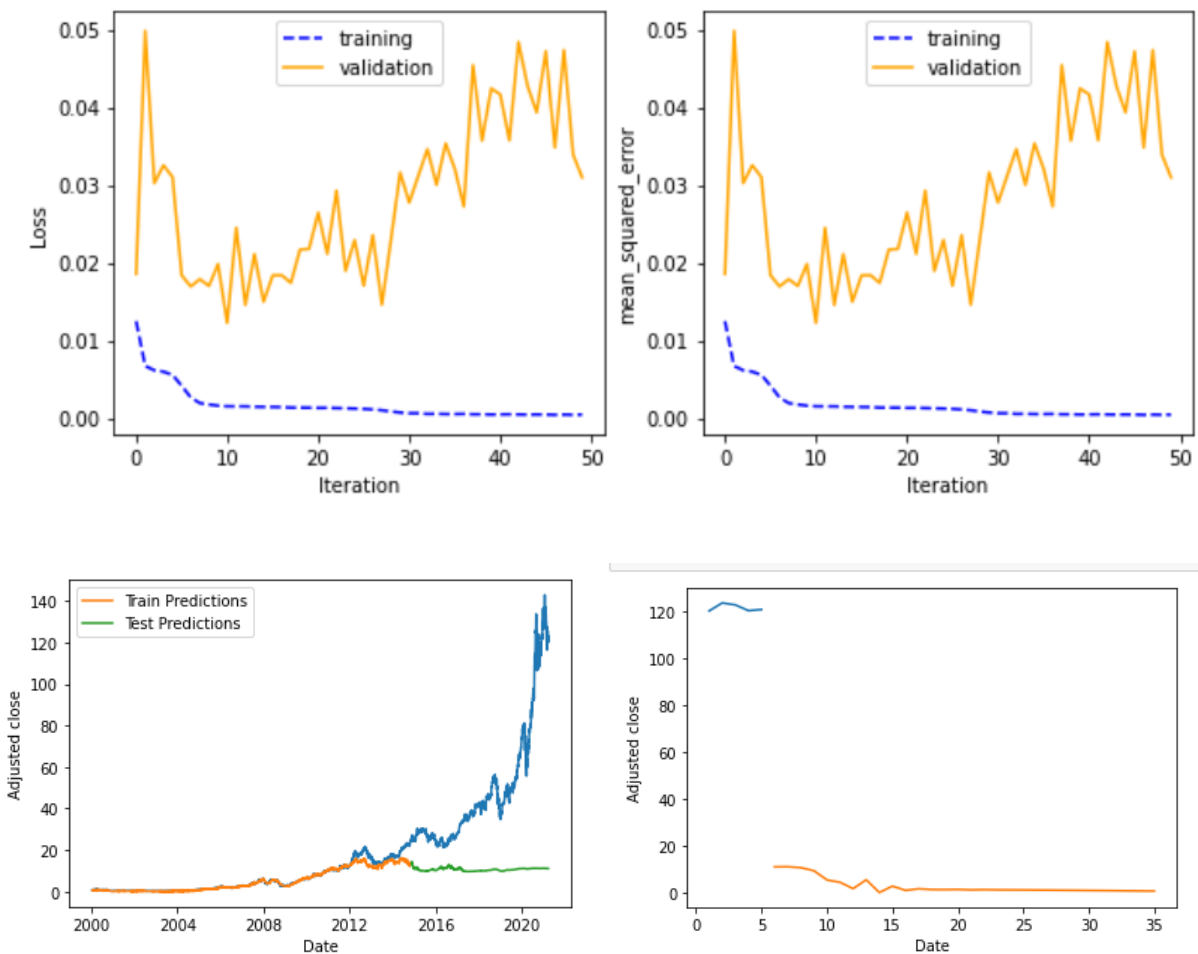 training
validation
0.05
0.04
0.03
0.02
0.01
0.00
Loss
0 10 20 30 40 50
Iteration
training
validation
0.05
0.04
0.03
0.02
0.01
0.00
mean_squared_error
0 10 20 30 40 50
Iteration
Train Predictions
Test Predictions
140
120
100
80
60
40
20
0
Adjusted close
2000 2004 2008 2012 2016 2020
Date
120
100
80
60
40
20
0
Adjusted close
0 5 10 15 20 25 30 35
Date